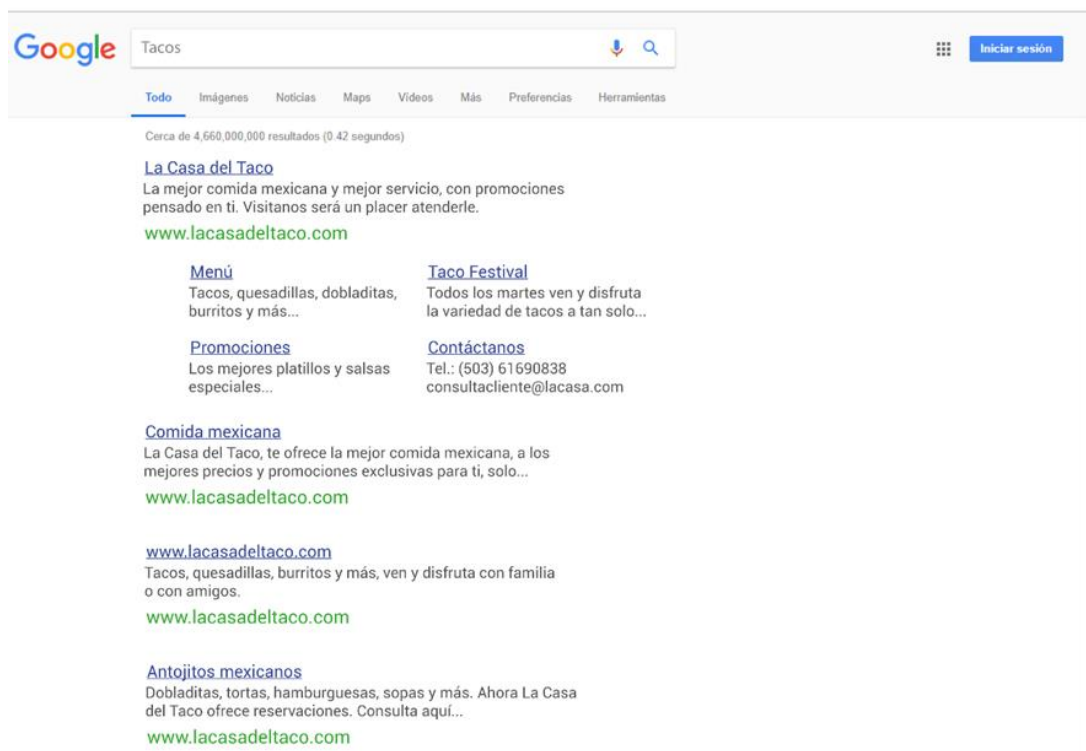 Google
Tacos
Iniciar sesión
Todo Imágenes Noticias Maps Vídeos Más Preferencias Herramientas
Cerca de 4,660,000,000 resultados (0.42 segundos)
La Casa del Taco
La mejor comida mexicana y mejor servicio, con promociones
pensado en ti. Visitanos será un placer atenderle.
www.lacasadeltaco.com
Menú
Tacos, quesadillas, dobladitas,
burritos y más...
Taco Festival
Todos los martes ven y disfruta
la variedad de tacos a tan solo...
Promociones
Los mejores platillos y salsas
especiales...
Contáctanos
Tel.: (503) 61690838
consultacliente@lacasa.com
Comida mexicana
La Casa del Taco, te ofrece la mejor comida mexicana, a los
mejores precios y promociones exclusivas para ti, solo...
www.lacasadeltaco.com
www.lacasadeltaco.com
Tacos, quesadillas, burritos y más, ven y disfruta con familia
o con amigos.
www.lacasadeltaco.com
Antojitos mexicanos
Dobladitas, tortas, hamburguesas, sopas y más. Ahora La Casa
del Taco ofrece reservaciones. Consulta aquí...
www.lacasadeltaco.com